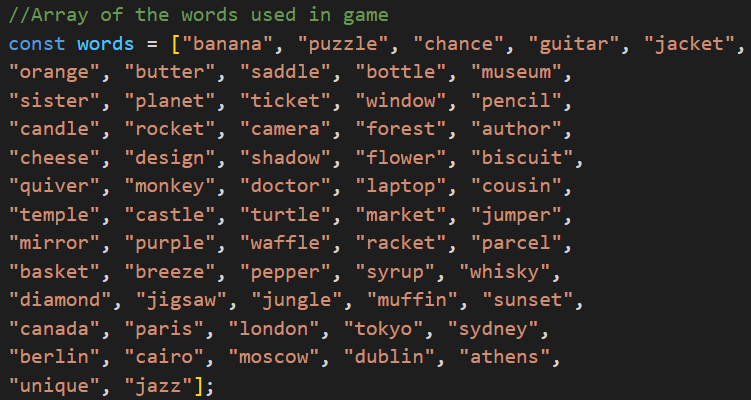 //Array of the words used in game
const words = ["banana", "puzzle", "chance", "guitar", "jacket",
"orange", "butter", "saddle", "bottle", "museum",
"sister", "planet", "ticket", "window", "pencil",
"candle", "rocket", "camera", "forest", "author",
"cheese", "design", "shadow", "flower", "biscuit",
"quiver", "monkey", "doctor", "laptop", "cousin",
"temple", "castle", "turtle", "market", "jumper",
"mirror", "purple", "waffle", "racket", "parcel",
"basket", "breeze", "pepper", "syrup", "whisky",
"diamond", "jigsaw", "jungle", "muffin", "sunset",
"canada", "paris", "london", "tokyo", "sydney",
"berlin", "cairo", "moscow", "dublin", "athens",
"unique", "jazz"];